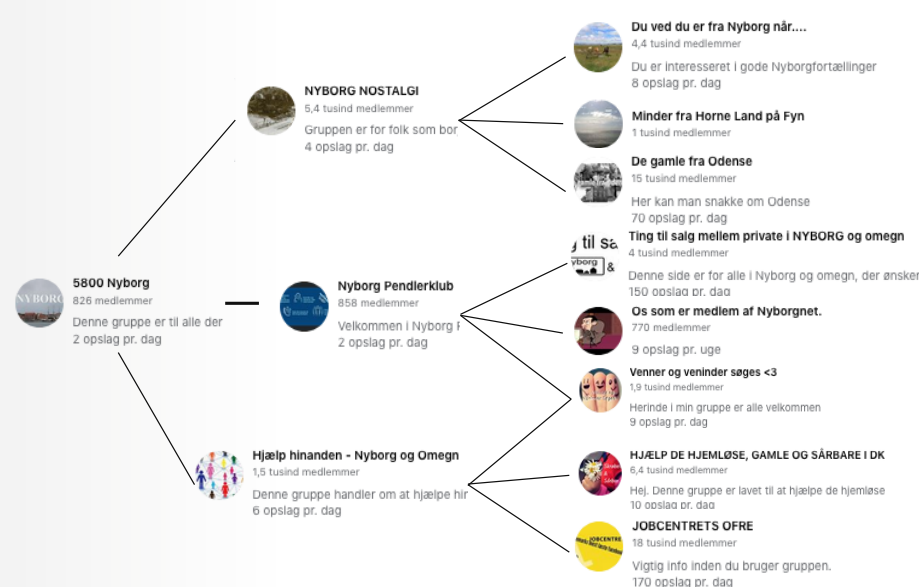 Du ved du er fra Nyborg når....
4,4 tusind medlemmer
Du er interesseret i gode Nyborgfortællinger
8 opslag pr. dag
NYBORG NOSTALGI
5,4 tusind medlemmer
Gruppen er for folk som bor
4 opslag pr. dag
Minder fra Horne Land på Fyn
1 tusind medlemmer
De gamle fra Odense
15 tusind medlemmer
Her kan man snakke om Odense
70 opslag pr. dag
5800 Nyborg
826 medlemmer
Denne gruppe er til alle der
2 opslag pr. dag
NYBORG
Nyborg Pendlerklub
858 medlemmer
Velkommen i Nyborg
2 opslag pr. dag
til sa
yborg
&
Ting til salg mellem private i NYBORG og omegn
4 tusind medlemmer
Denne side er for alle i Nyborg og omegn, der ønsker
150 opslag pr. dag
Os som er medlem af Nyborgnet.
770 medlemmer
9 opslag pr. uge
Venner og veninder søges <3
1,9 tusind medlemmer
Herinde i min gruppe er alle velkommen
9 opslag pr. dag
Hjælp hinanden - Nyborg og Omegn
1,5 tusind medlemmer
Denne gruppe handler om at hjælpe hir
6 opslag pr. dag
HJÆLP DE HJEMLØSE, GAMLE OG SÅRBARE I DK
6,4 tusind medlemmer
Hej. Denne gruppe er lavet til at hjælpe de hjemløse
10 opslag pr. dag
JOBCENTRE
JOBCENTRETS OFRE
18 tusind medlemmer
Vigtig info inden du bruger gruppen.
170 opslag pr. dag